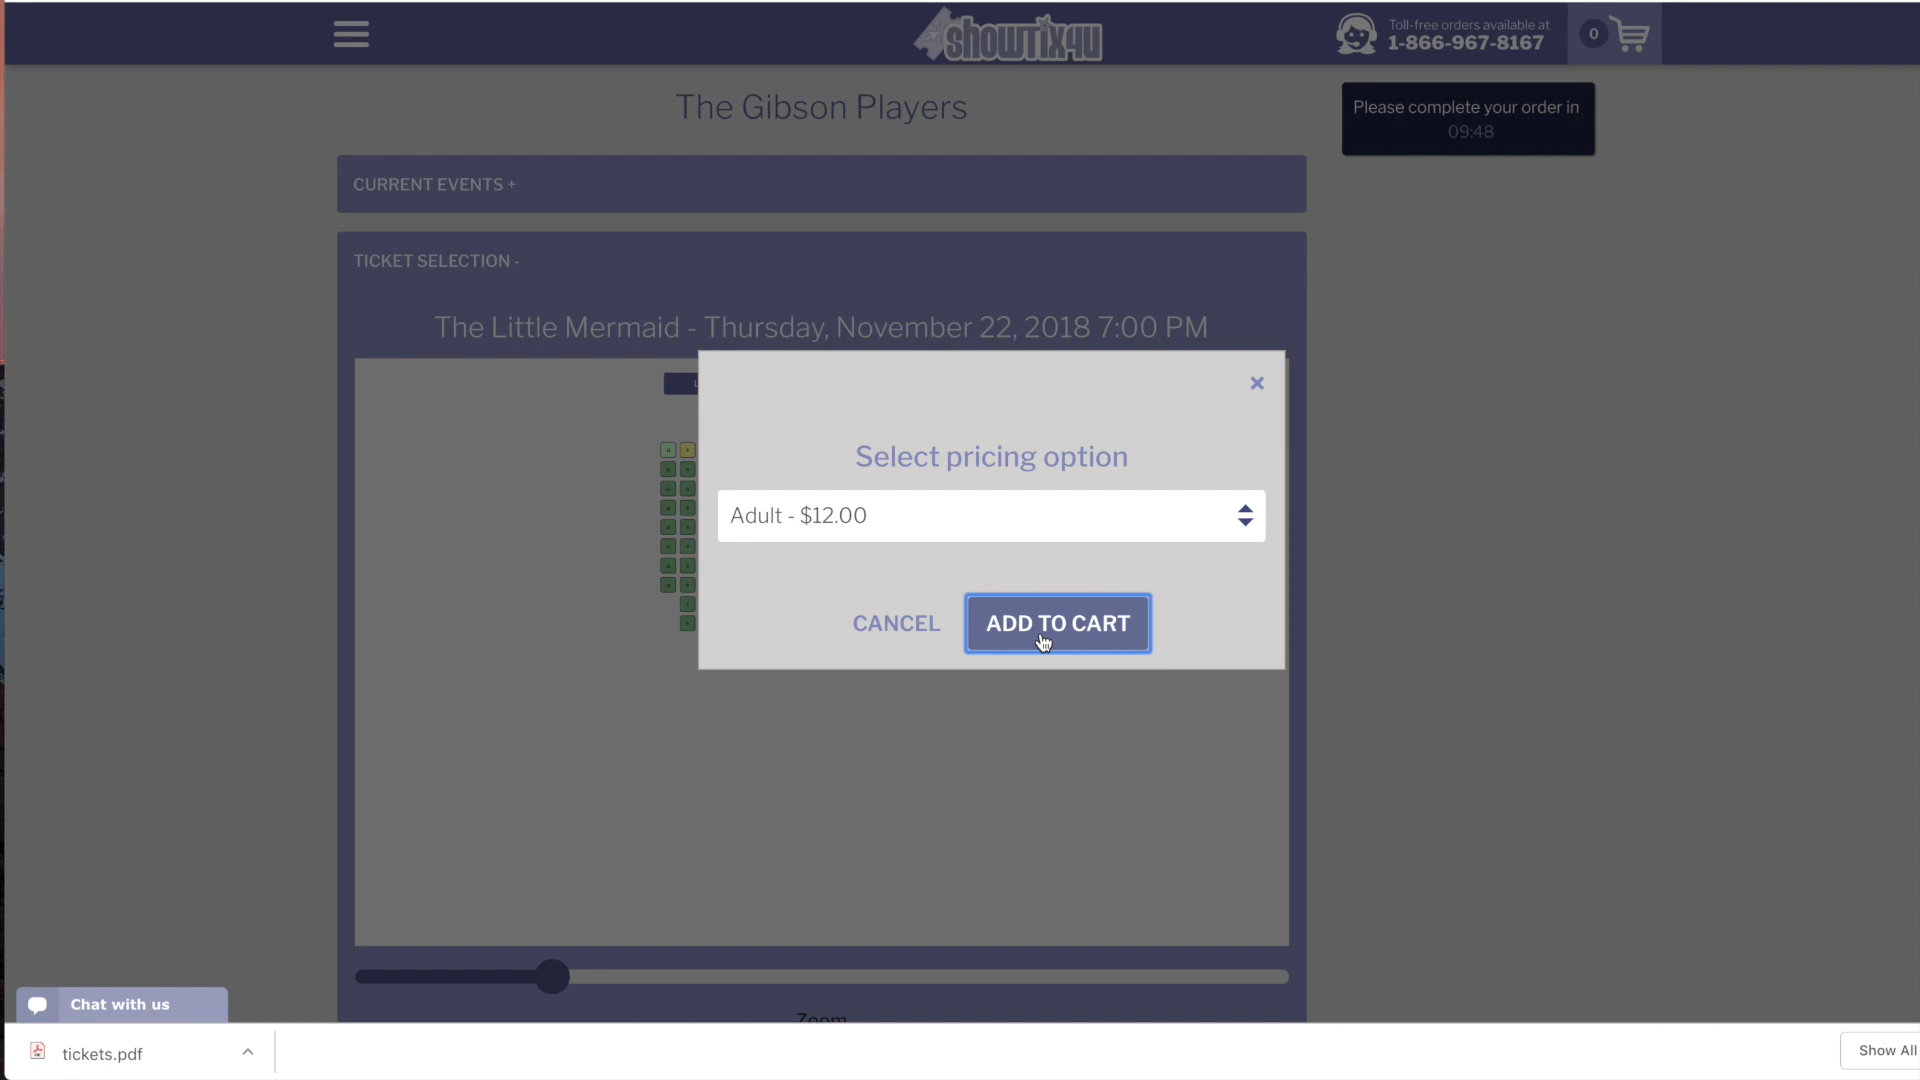 showtix4u
Toll-free orders available at
1-866-967-8167
0
The Gibson Players
Please complete your order in
09:48
CURRENT EVENTS +
TICKET SELECTION -
The Little Mermaid - Thursday, November 22, 2018 7:00 PM
×
Select pricing option
Adult - $12.00
CANCEL
ADD TO CART
Zoom
Chat with us
tickets.pdf
Show All